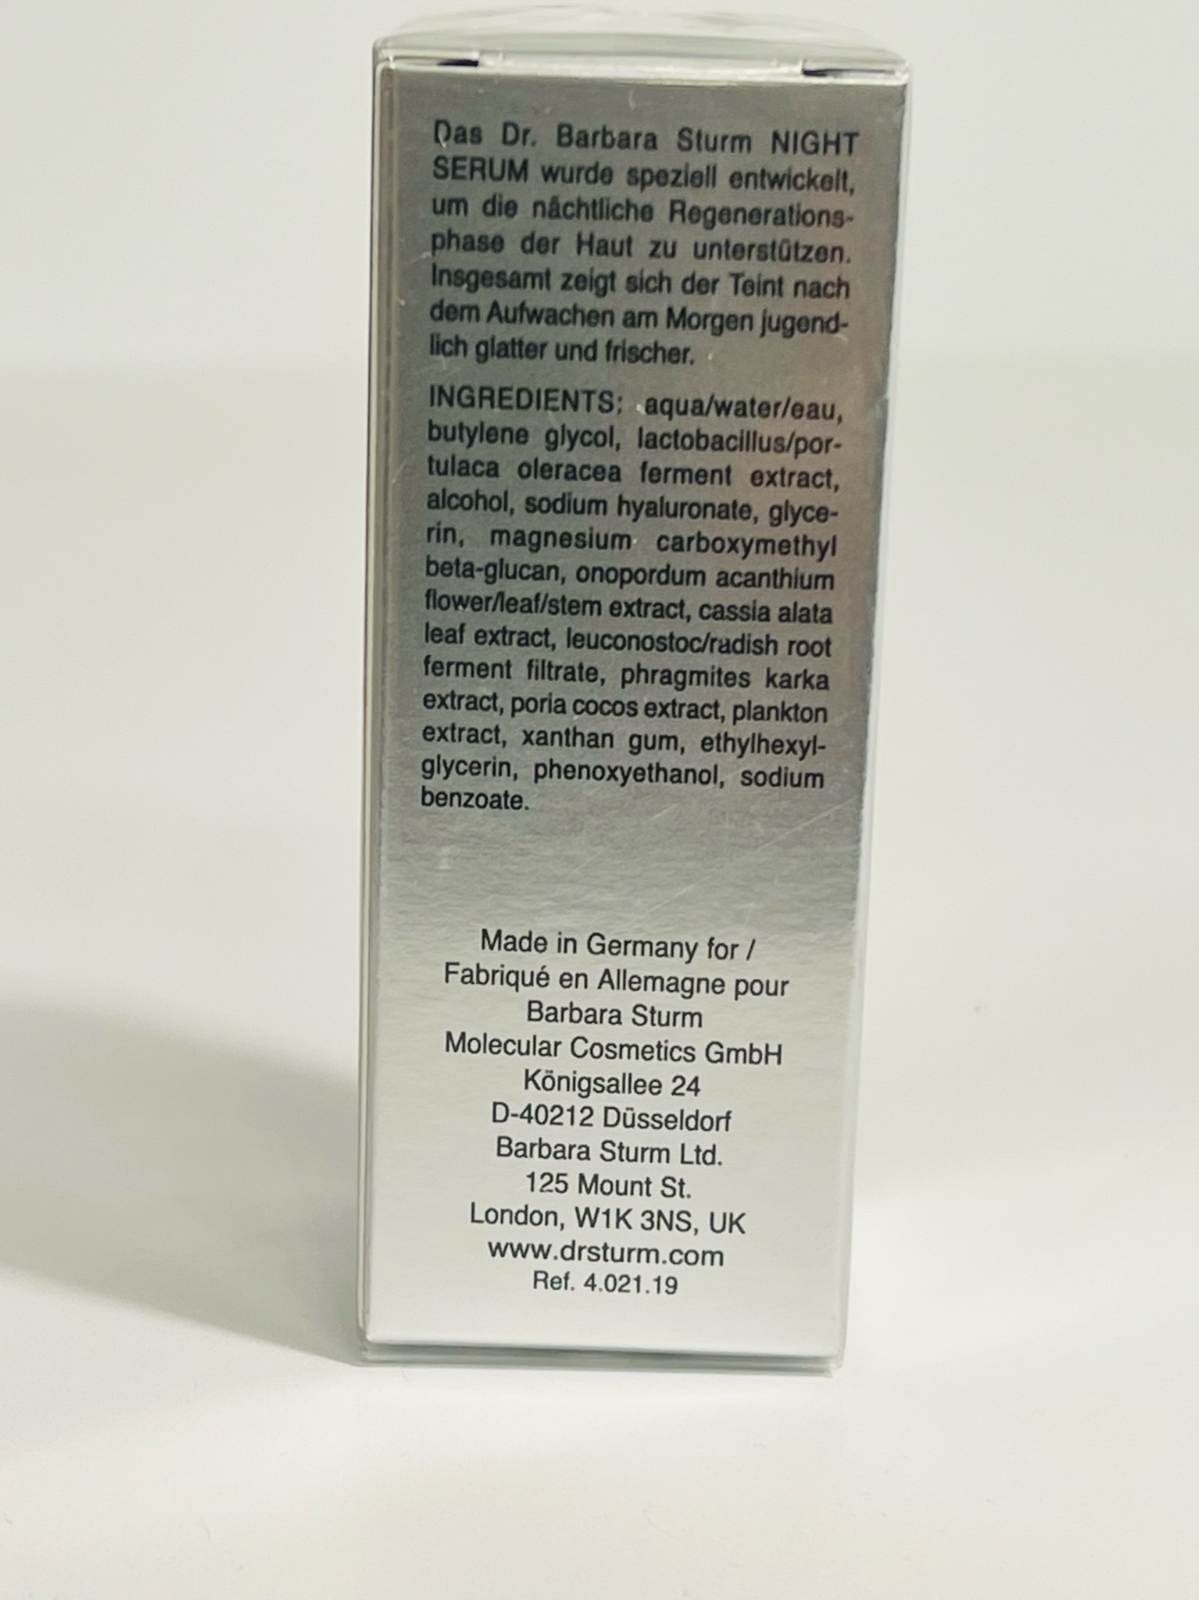 Das Dr. Barbara Sturm NIGHT
SERUM wurde speziell entwickelt,
um die nächtliche Regenerations-
phase der Haut zu unterstützen.
Insgesamt zeigt sich der Teint nach
dem Aufwachen am Morgen jugend-
lich glatter und frischer.
INGREDIENTS: aqua/water/eau,
butylene glycol, lactobacillus/por-
tulaca oleracea ferment extract,
alcohol, sodium hyaluronate, glyce-
rin, magnesium carboxymethyl
beta-glucan, onopordum acanthium
flower/leaf/stem extract, cassia alata
leaf extract, leuconostoc/radish root
ferment filtrate, phragmites karka
extract, poria cocos extract, plankton
extract, xanthan gum, ethylhexyl-
glycerin, phenoxyethanol, sodium
benzoate.
Made in Germany for /
Fabriqué en Allemagne pour
Barbara Sturm
Molecular Cosmetics GmbH
Königsallee 24
D-40212 Düsseldorf
Barbara Sturm Ltd.
125 Mount St.
London, W1K 3NS, UK
www.drsturm.com
Ref. 4.021.19